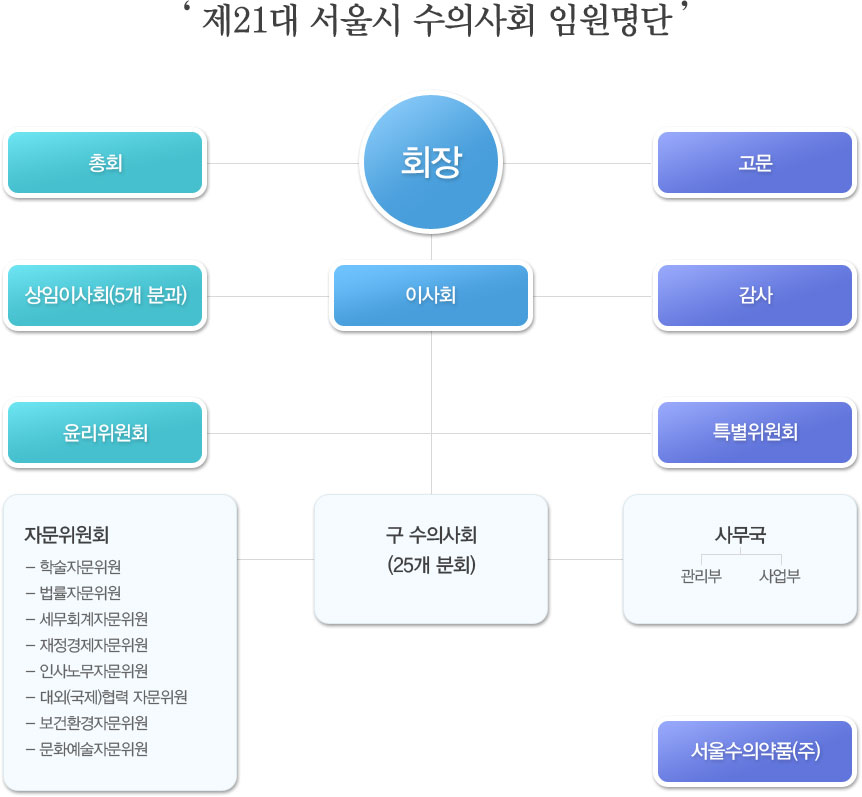 ‘ 제21대 서울시 수의사회 임원명단 ’
총회
회장
고문
상임이사회(5개 분과)
이사회
감사
윤리위원회
특별위원회
자문위원회
– 학술자문위원
– 법률자문위원
– 세무회계자문위원
– 재정경제자문위원
– 인사노무자문위원
– 대외(국제)협력 자문위원
– 보건환경자문위원
– 문화예술자문위원
구 수의사회
(25개 분회)
사무국
관리부 사업부
서울수의약품(주)